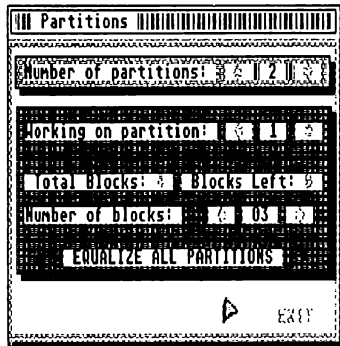 Partitions
Number of partitions: 2
Working on partition: 1
Total Blocks: Blocks Left:
Number of blocks: 03
EQUALIZE ALL PARTITIONS
EXIT